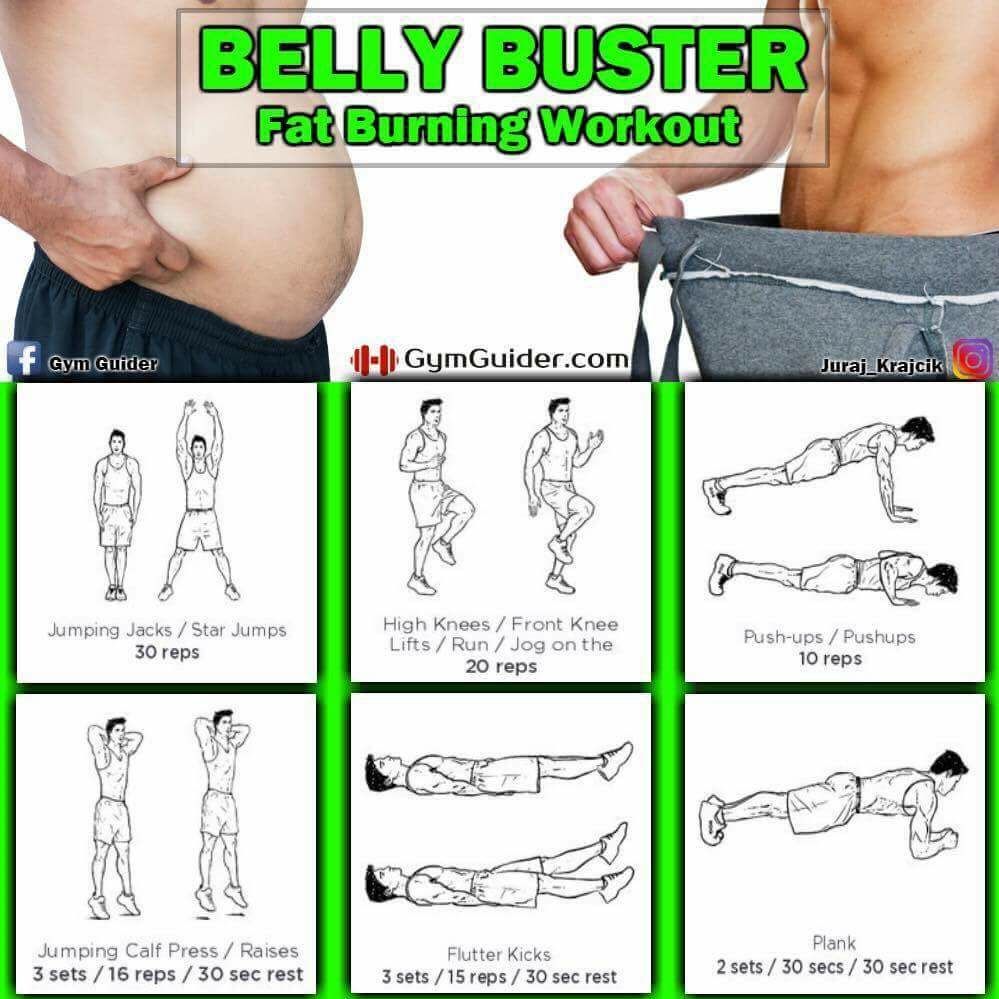 BELLY BUSTER
Fat Burning Workout
f Gym Guider
GymGuider.com
Juraj_Krajcik
Jumping Jacks / Star Jumps
30 reps
High Knees / Front Knee
Lifts / Run / Jog on the
20 reps
Push-ups / Pushups
10 reps
Jumping Calf Press / Raises
3 sets / 16 reps / 30 sec rest
Flutter Kicks
3 sets / 15 reps / 30 sec rest
Plank
2 sets / 30 secs / 30 sec rest